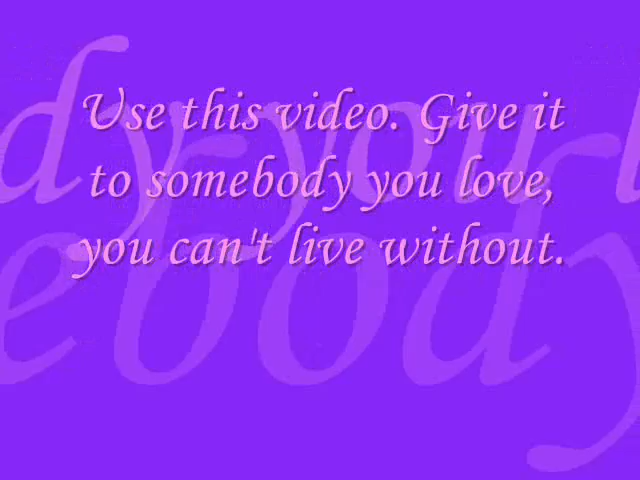 Use this video. Give it
to somebody you love,
you can't live without.